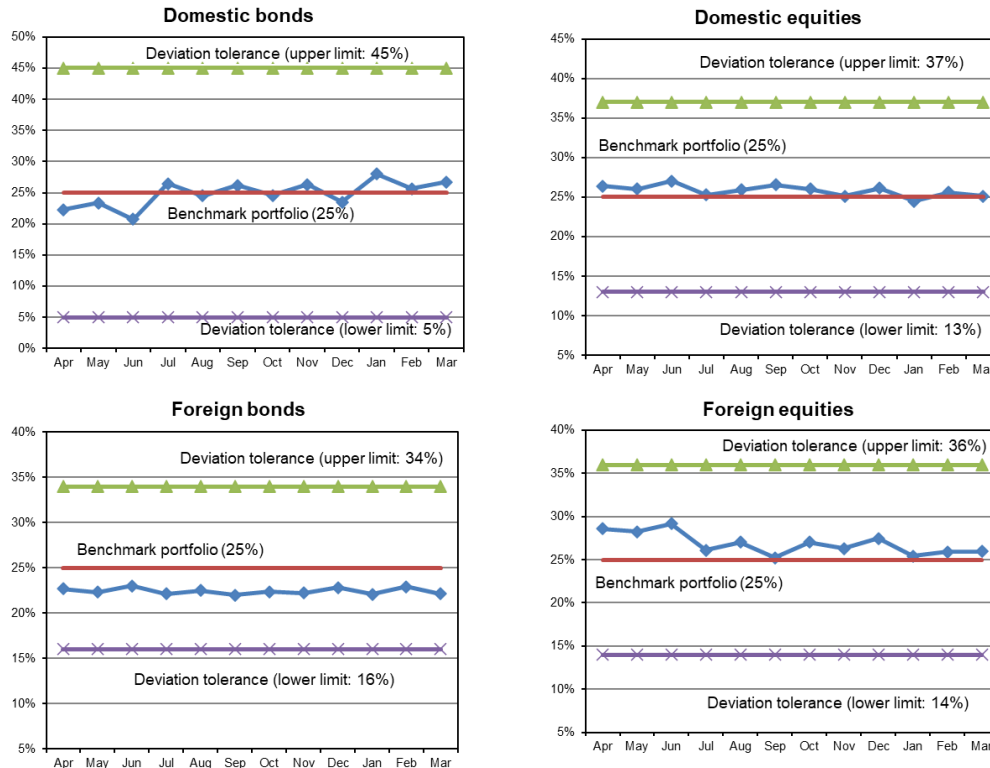 Domestic bonds
50%
45%
40%
35%
30%
25%
20%
15%
10%
5%
0%
Deviation tolerance (upper limit: 45%)
Benchmark portfolio (25%)
Deviation tolerance (lower limit: 5%)
Apr May Jun Jul Aug Sep Oct Nov Dec Jan Feb Mar
Domestic equities
45%
40%
35%
30%
25%
20%
15%
10%
5%
Deviation tolerance (upper limit: 37%)
Benchmark portfolio (25%)
Deviation tolerance (lower limit: 13%)
Apr May Jun Jul Aug Sep Oct Nov Dec Jan Feb Mar
Foreign bonds
40%
35%
30%
25%
20%
15%
10%
5%
Deviation tolerance (upper limit: 34%)
Benchmark portfolio (25%)
Deviation tolerance (lower limit: 16%)
Apr May Jun Jul Aug Sep Oct Nov Dec Jan Feb Mar
Foreign equities
40%
35%
30%
25%
20%
15%
10%
5%
Deviation tolerance (upper limit: 36%)
Benchmark portfolio (25%)
Deviation tolerance (lower limit: 14%)
Apr May Jun Jul Aug Sep Oct Nov Dec Jan Feb Mar